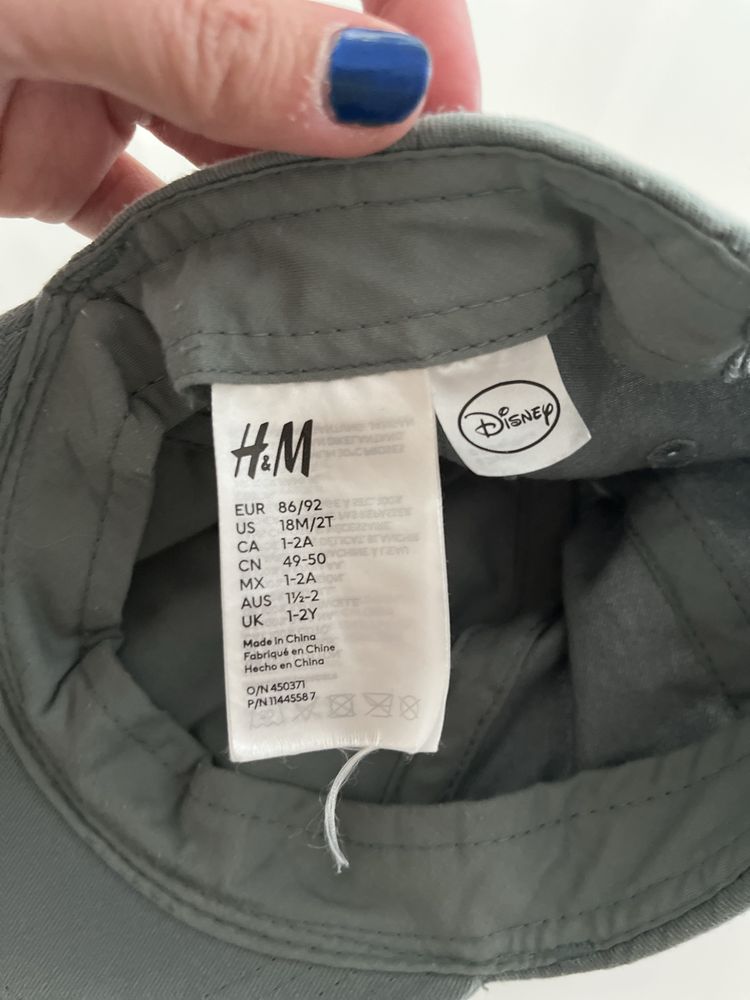 H&M
Disney
EUR 86/92
US 18M/2T
CA 1-2A
CN 49-50
MX 1-2A
AUS 1½-2
UK 1-2Y
Made in China
Fabriqué en Chine
Hecho en China
O/N 450371
P/N 11445587